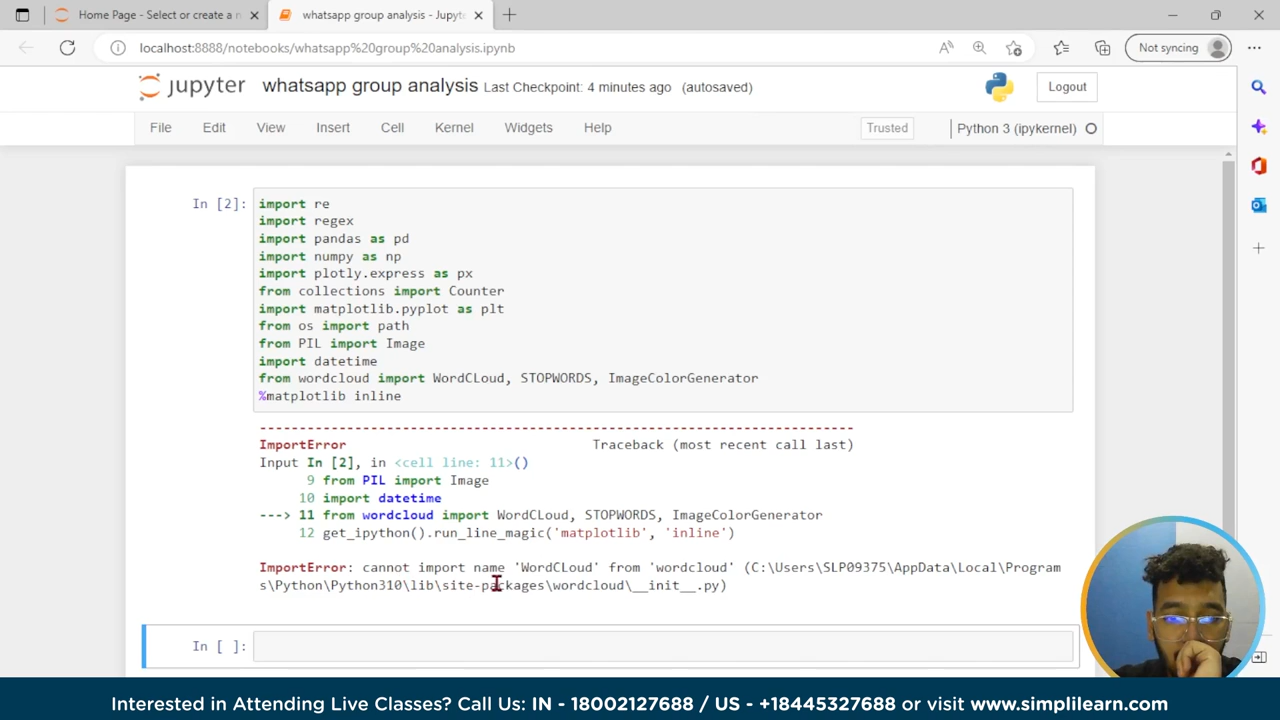 Home Page - Select or create a n
whatsapp group analysis - Jupyte
localhost:8888/notebooks/whatsapp%20group%20analysis.ipynb
Not syncing
jupyter whatsapp group analysis Last Checkpoint: 4 minutes ago (autosaved)
Logout
File Edit View Insert Cell Kernel Widgets Help
Trusted
Python 3 (ipykernel)
In [2]:
import re
import regex
import pandas as pd
import numpy as np
import plotly.express as px
from collections import Counter
import matplotlib.pyplot as plt
from os import path
from PIL import Image
import datetime
from wordcloud import WordCLoud, STOPWORDS, ImageColorGenerator
%matplotlib inline
---------------------------------------------------------------------------
ImportError Traceback (most recent call last)
Input In [2], in <cell line: 11>()
9 from PIL import Image
10 import datetime
---> 11 from wordcloud import WordCLoud, STOPWORDS, ImageColorGenerator
12 get_ipython().run_line_magic('matplotlib', 'inline')
ImportError: cannot import name 'WordCLoud' from 'wordcloud' (C:\Users\SLP09375\AppData\Local\Program
s\Python\Python310\lib\site-packages\wordcloud\__init__.py)
In [ ]:
Interested in Attending Live Classes? Call Us: IN - 18002127688 / US - +18445327688 or visit www.simplilearn.com